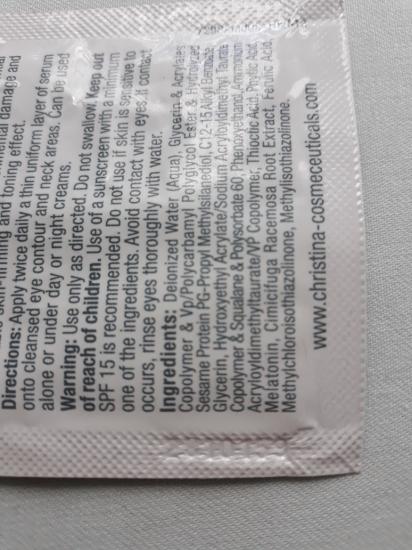 skin-firming and toning effect.
Directions: Apply twice daily a thin uniform layer of serum
onto cleansed eye contour and neck areas. Can be used
alone or under day or night creams.
Warning: Use only as directed. Do not swallow. Keep out
of reach of children. Use of a sunscreen with a minimum
SPF 15 is recommended. Do not use if skin is sensitive to
one of the ingredients. Avoid contact with eyes. If contact
occurs, rinse eyes thoroughly with water.
Ingredients: Deionized Water (Aqua), Glycerin & Acrylates
Copolymer & Vp/Polycarbamyl Polyglycol Ester & Hydrolyzed
Sesame Protein PG-Propyl Methylsilanediol, C12-15 Alkyl Benzoate,
Glycerin, Hydroxyethyl Acrylate/Sodium Acryloyldimethyl Taurate
Copolymer & Squalane & Polysorbate 60, Phenoxyethanol, Ammonium
Acryloyldimethyltaurate/VP Copolymer, Thioctic Acid, Phytic Acid,
Melatonin, Cimicifuga Racemosa Root Extract, Ferulic Acid,
Methylchloroisothiazolinone, Methylisothiazolinone.
www.christina-cosmeceuticals.com